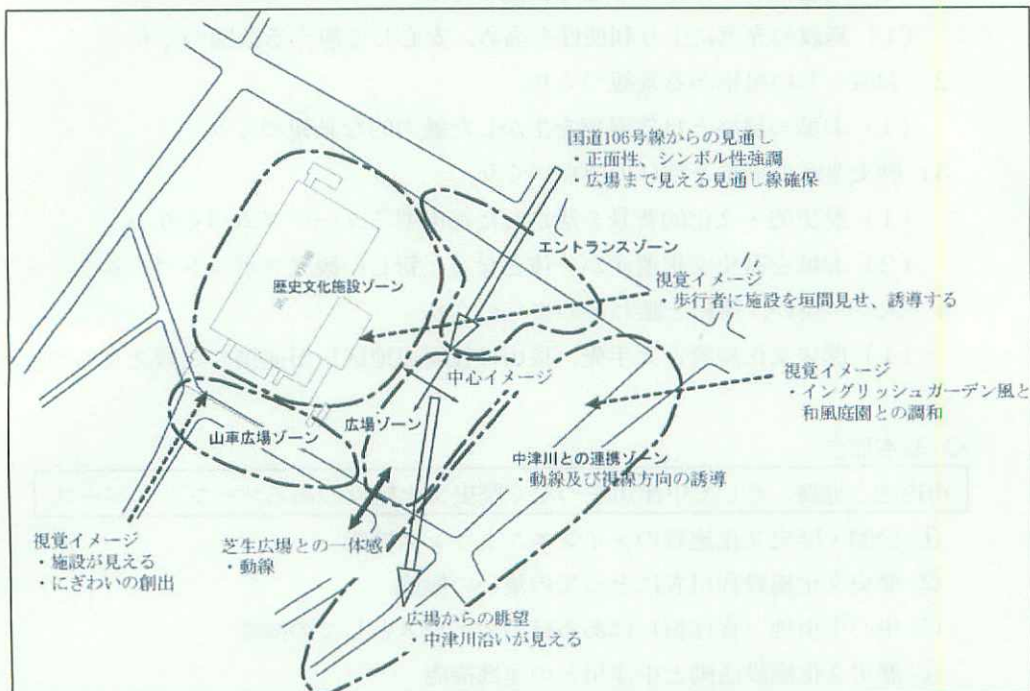 国道106号線からの見通し
・正面性、シンボル性強調
・広場まで見える見通し線確保
エントランスゾーン
歴史文化施設ゾーン
視覚イメージ
・歩行者に施設を垣間見せ、誘導する
中心イメージ
視覚イメージ
・イングリッシュガーデン風と
和風庭園との調和
広場ゾーン
山車広場ゾーン
中津川との連携ゾーン
・動線及び視線方向の誘導
視覚イメージ
・施設が見える
・にぎわいの創出
芝生広場との一体感
・動線
広場からの眺望
・中津川沿いが見える